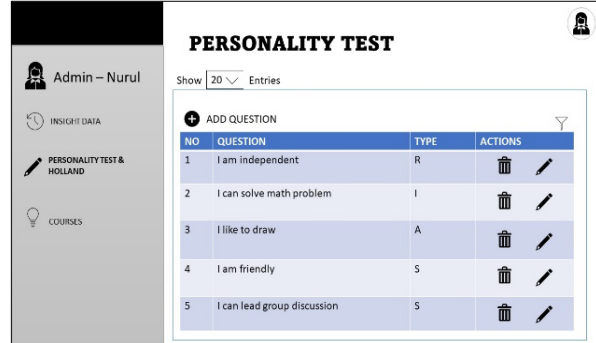 PERSONALITY TEST
Admin – Nurul
Show 20 Entries
INSIGHT DATA
PERSONALITY TEST &
HOLLAND
COURSES
ADD QUESTION
NO QUESTION TYPE ACTIONS
1 I am independent R
2 I can solve math problem I
3 I like to draw A
4 I am friendly S
5 I can lead group discussion S